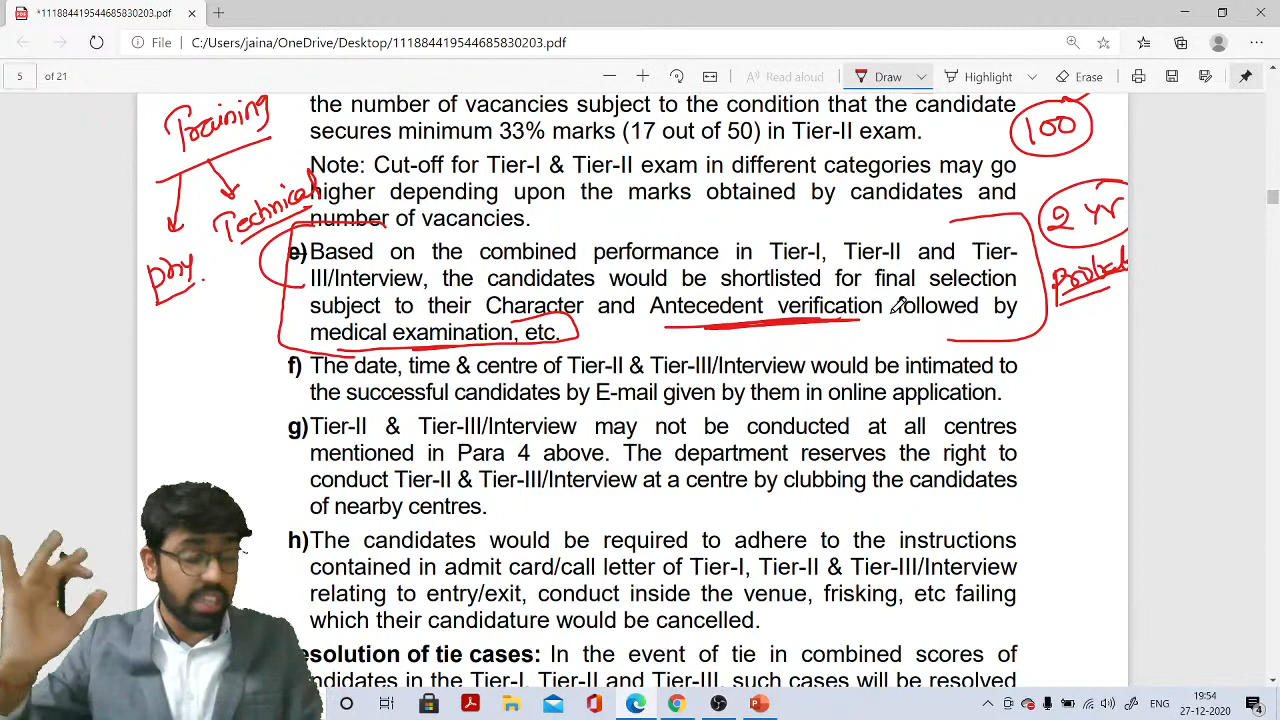 *111884419544685830203.pdf
File
C:/Users/jaina/OneDrive/Desktop/111884419544685830203.pdf
5 of 21
Read aloud
Draw
Highlight
Erase
the number of vacancies subject to the condition that the candidate
secures minimum 33% marks (17 out of 50) in Tier-II exam.
Note: Cut-off for Tier-I & Tier-II exam in different categories may go
higher depending upon the marks obtained by candidates and
number of vacancies.
e) Based on the combined performance in Tier-I, Tier-II and Tier-
III/Interview, the candidates would be shortlisted for final selection
subject to their Character and Antecedent verification followed by
medical examination, etc.
f) The date, time & centre of Tier-II & Tier-III/Interview would be intimated to
the successful candidates by E-mail given by them in online application.
g) Tier-II & Tier-III/Interview may not be conducted at all centres
mentioned in Para 4 above. The department reserves the right to
conduct Tier-II & Tier-III/Interview at a centre by clubbing the candidates
of nearby centres.
h) The candidates would be required to adhere to the instructions
contained in admit card/call letter of Tier-I, Tier-II & Tier-III/Interview
relating to entry/exit, conduct inside the venue, frisking, etc failing
which their candidature would be cancelled.
esolution of tie cases: In the event of tie in combined scores of
ndidates in the Tier-I, Tier-II and Tier-III, such cases will be resolved
Training
Technical
Phy.
100
2 yr
ENG
19:54
27-12-2020
4